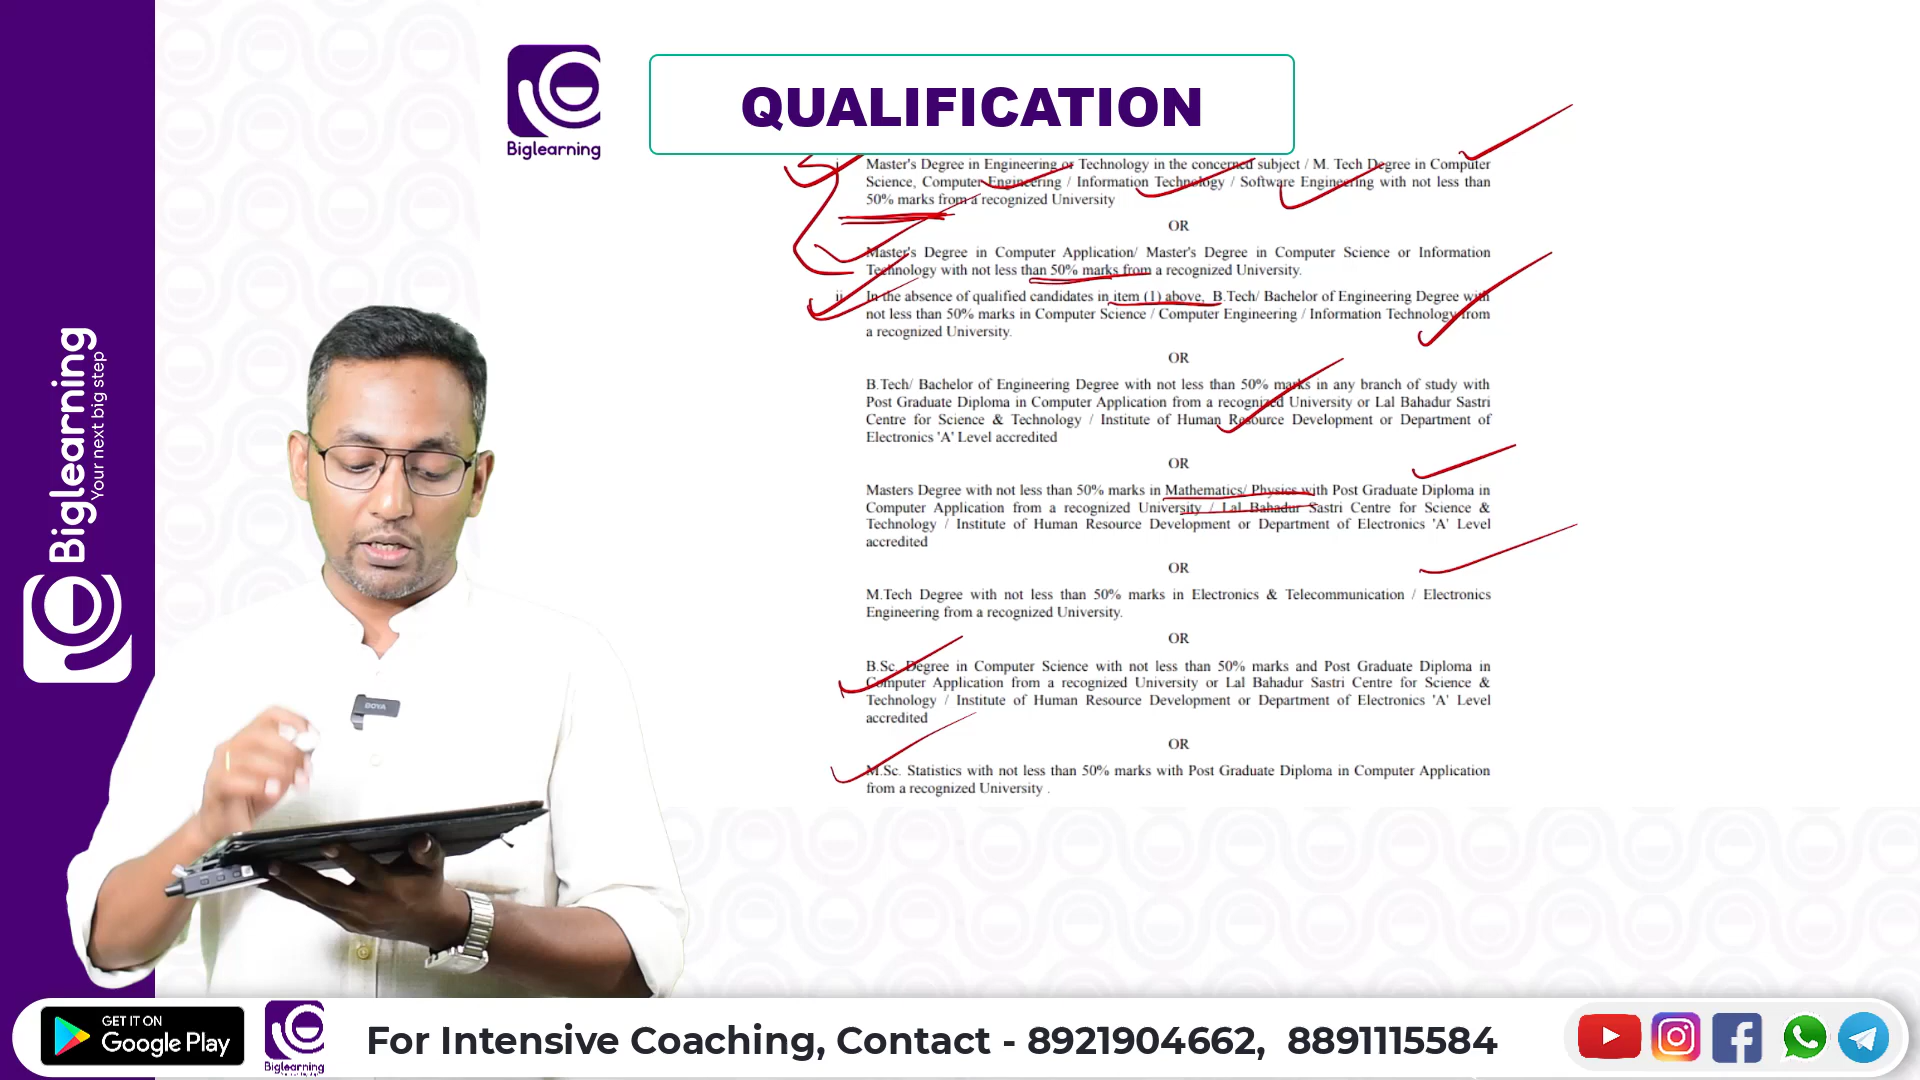 QUALIFICATION
Biglearning
i. Master's Degree in Engineering or Technology in the concerned subject / M. Tech Degree in Computer
Science, Computer Engineering / Information Technology / Software Engineering with not less than
50% marks from a recognized University
OR
Master's Degree in Computer Application/ Master's Degree in Computer Science or Information
Technology with not less than 50% marks from a recognized University.
ii. In the absence of qualified candidates in item (1) above, B.Tech/ Bachelor of Engineering Degree with
not less than 50% marks in Computer Science / Computer Engineering / Information Technology from
a recognized University.
OR
B.Tech/ Bachelor of Engineering Degree with not less than 50% marks in any branch of study with
Post Graduate Diploma in Computer Application from a recognized University or Lal Bahadur Sastri
Centre for Science & Technology / Institute of Human Resource Development or Department of
Electronics 'A' Level accredited
OR
Masters Degree with not less than 50% marks in Mathematics/ Physics with Post Graduate Diploma in
Computer Application from a recognized University / Lal Bahadur Sastri Centre for Science &
Technology / Institute of Human Resource Development or Department of Electronics 'A' Level
accredited
OR
M.Tech Degree with not less than 50% marks in Electronics & Telecommunication / Electronics
Engineering from a recognized University.
OR
B.Sc. Degree in Computer Science with not less than 50% marks and Post Graduate Diploma in
Computer Application from a recognized University or Lal Bahadur Sastri Centre for Science &
Technology / Institute of Human Resource Development or Department of Electronics 'A' Level
accredited
OR
M.Sc. Statistics with not less than 50% marks with Post Graduate Diploma in Computer Application
from a recognized University .
Biglearning
Your next big step
BOYA
GET IT ON
Google Play
Biglearning
For Intensive Coaching, Contact - 8921904662, 8891115584